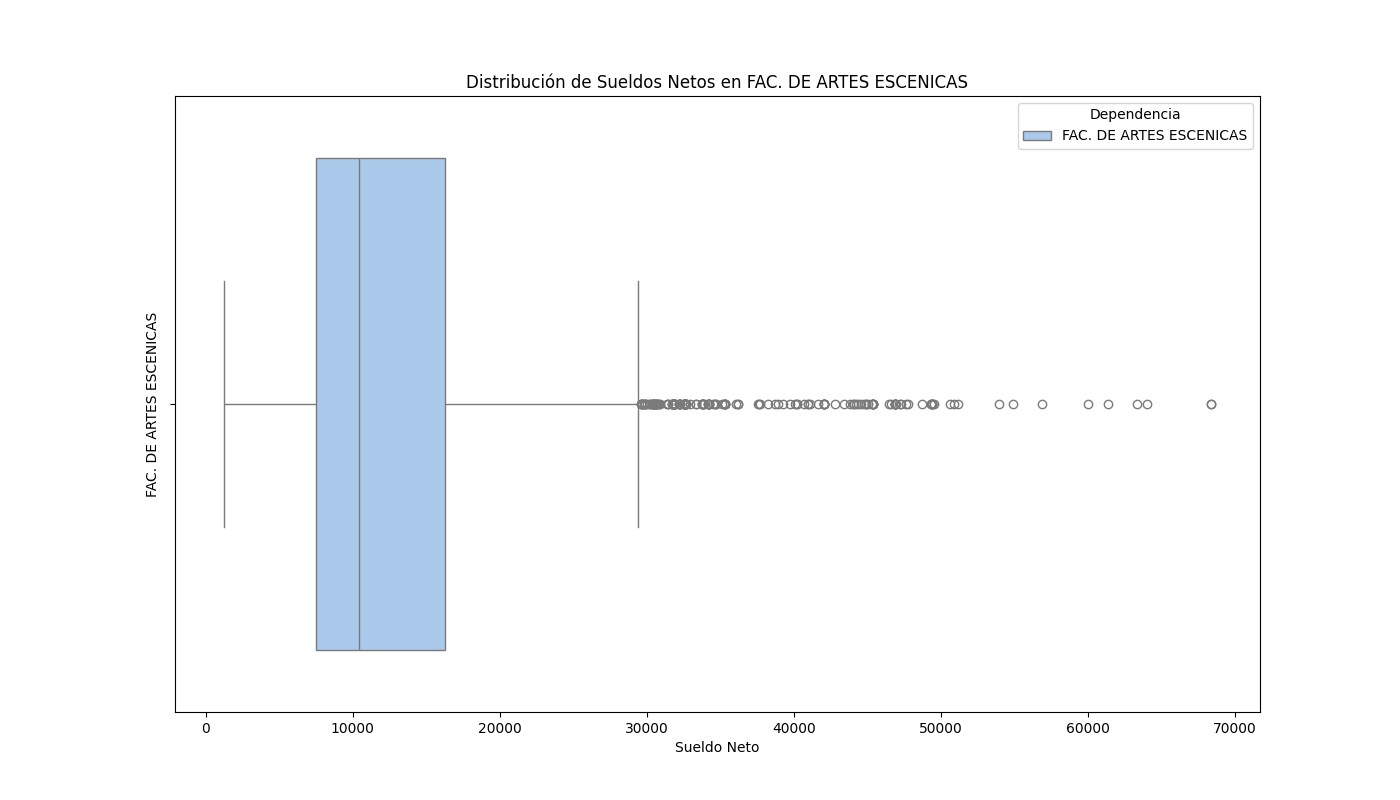 Distribución de Sueldos Netos en FAC. DE ARTES ESCENICAS
Dependencia
FAC. DE ARTES ESCENICAS
FAC. DE ARTES ESCENICAS
0 10000 20000 30000 40000 50000 60000 70000
Sueldo Neto